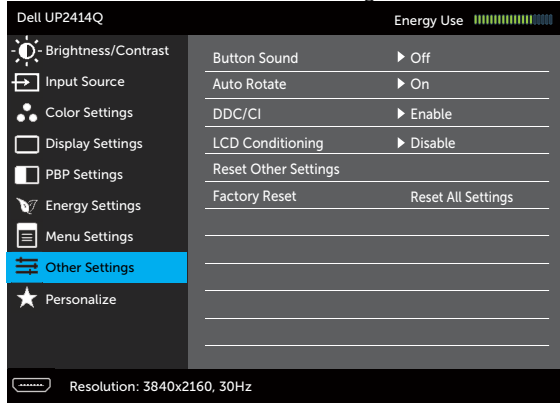 Dell UP2414Q
Energy Use
Brightness/Contrast
Input Source
Color Settings
Display Settings
PBP Settings
Energy Settings
Menu Settings
Other Settings
Personalize
Button Sound Off
Auto Rotate On
DDC/CI Enable
LCD Conditioning Disable
Reset Other Settings
Factory Reset Reset All Settings
Resolution: 3840x2160, 30Hz